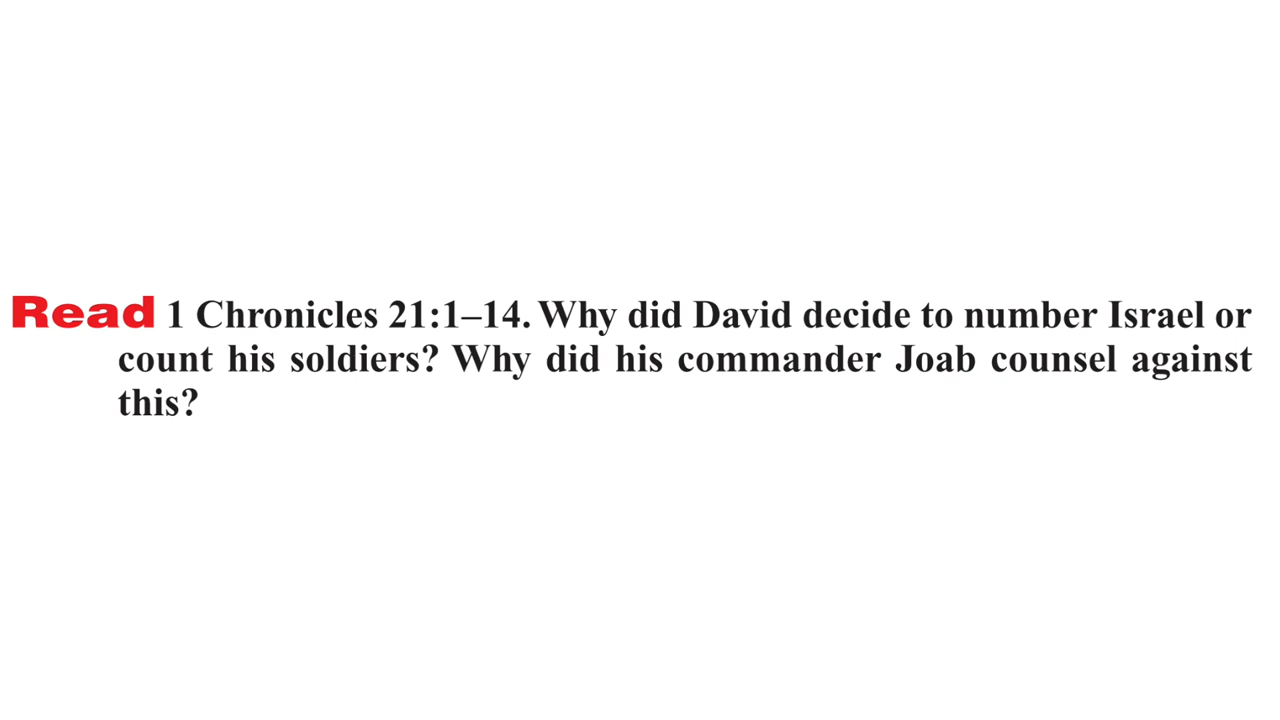 Read 1 Chronicles 21:1–14. Why did David decide to number Israel or
count his soldiers? Why did his commander Joab counsel against
this?